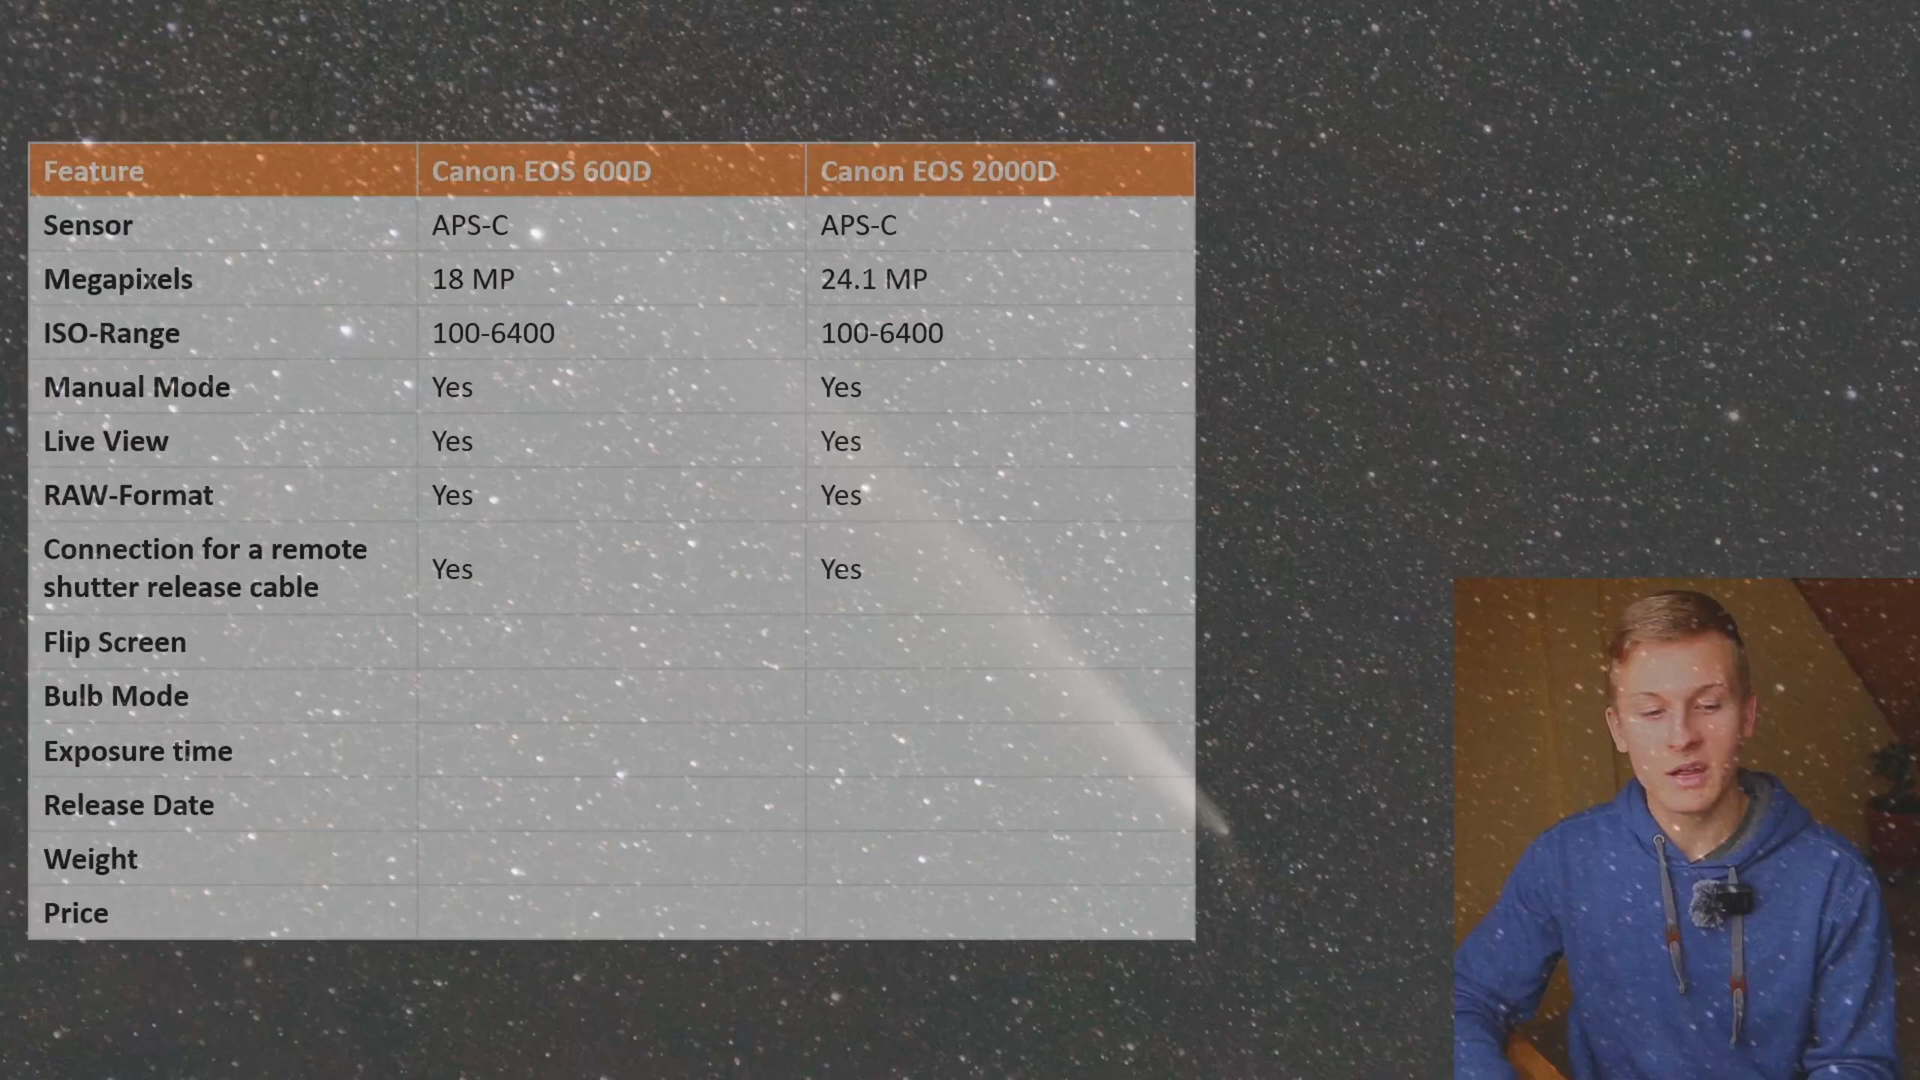 Feature Canon EOS 600D Canon EOS 2000D
Sensor APS-C APS-C
Megapixels 18 MP 24.1 MP
ISO-Range 100-6400 100-6400
Manual Mode Yes Yes
Live View Yes Yes
RAW-Format Yes Yes
Connection for a remote
shutter release cable Yes Yes
Flip Screen
Bulb Mode
Exposure time
Release Date
Weight
Price